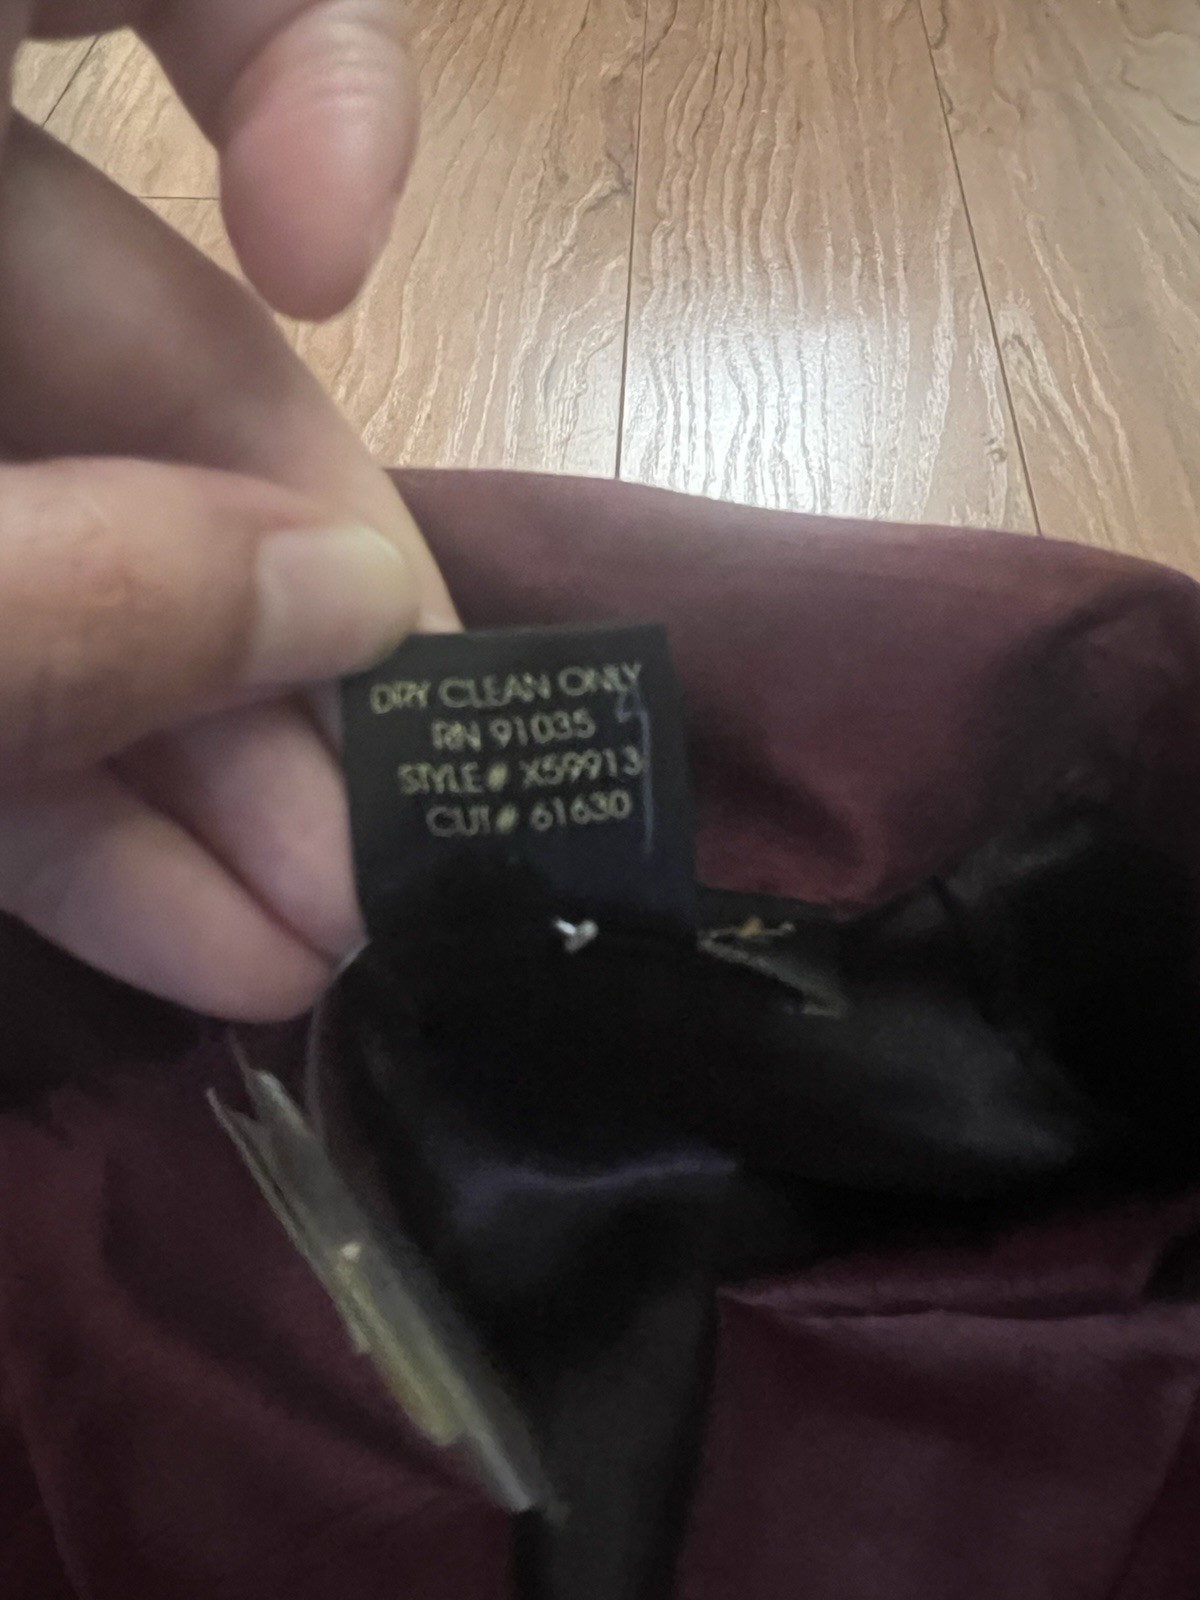 DRY CLEAN ONLY
RN 91035
STYLE# X59913
CUT# 61630